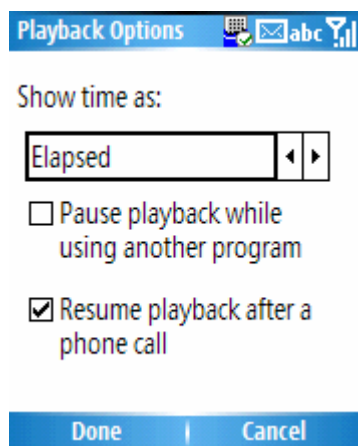 Playback Options abc
Show time as:
Elapsed
Pause playback while
using another program
Resume playback after a
phone call
Done Cancel